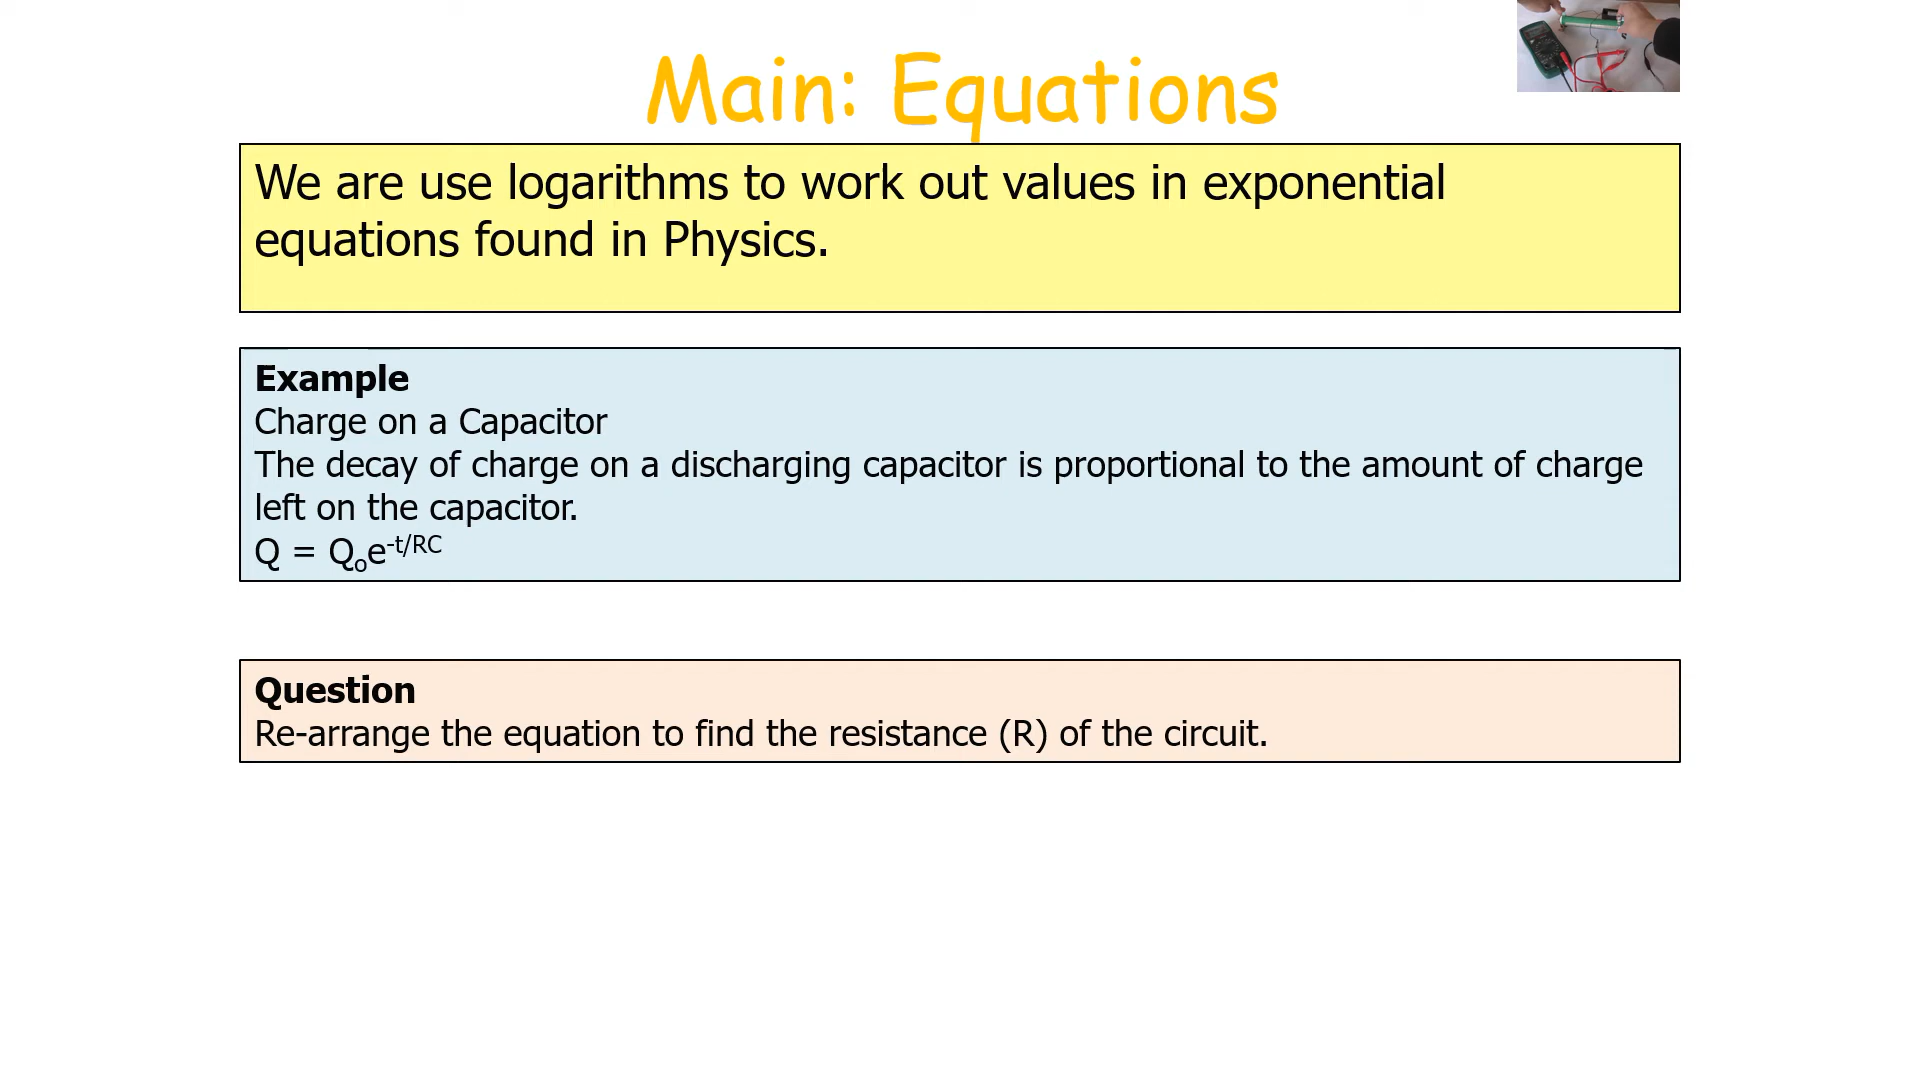 Main: Equations
We are use logarithms to work out values in exponential
equations found in Physics.
Example
Charge on a Capacitor
The decay of charge on a discharging capacitor is proportional to the amount of charge
left on the capacitor.
Q = Qₒe⁻ᵗ/ᴿᶜ
Question
Re-arrange the equation to find the resistance (R) of the circuit.